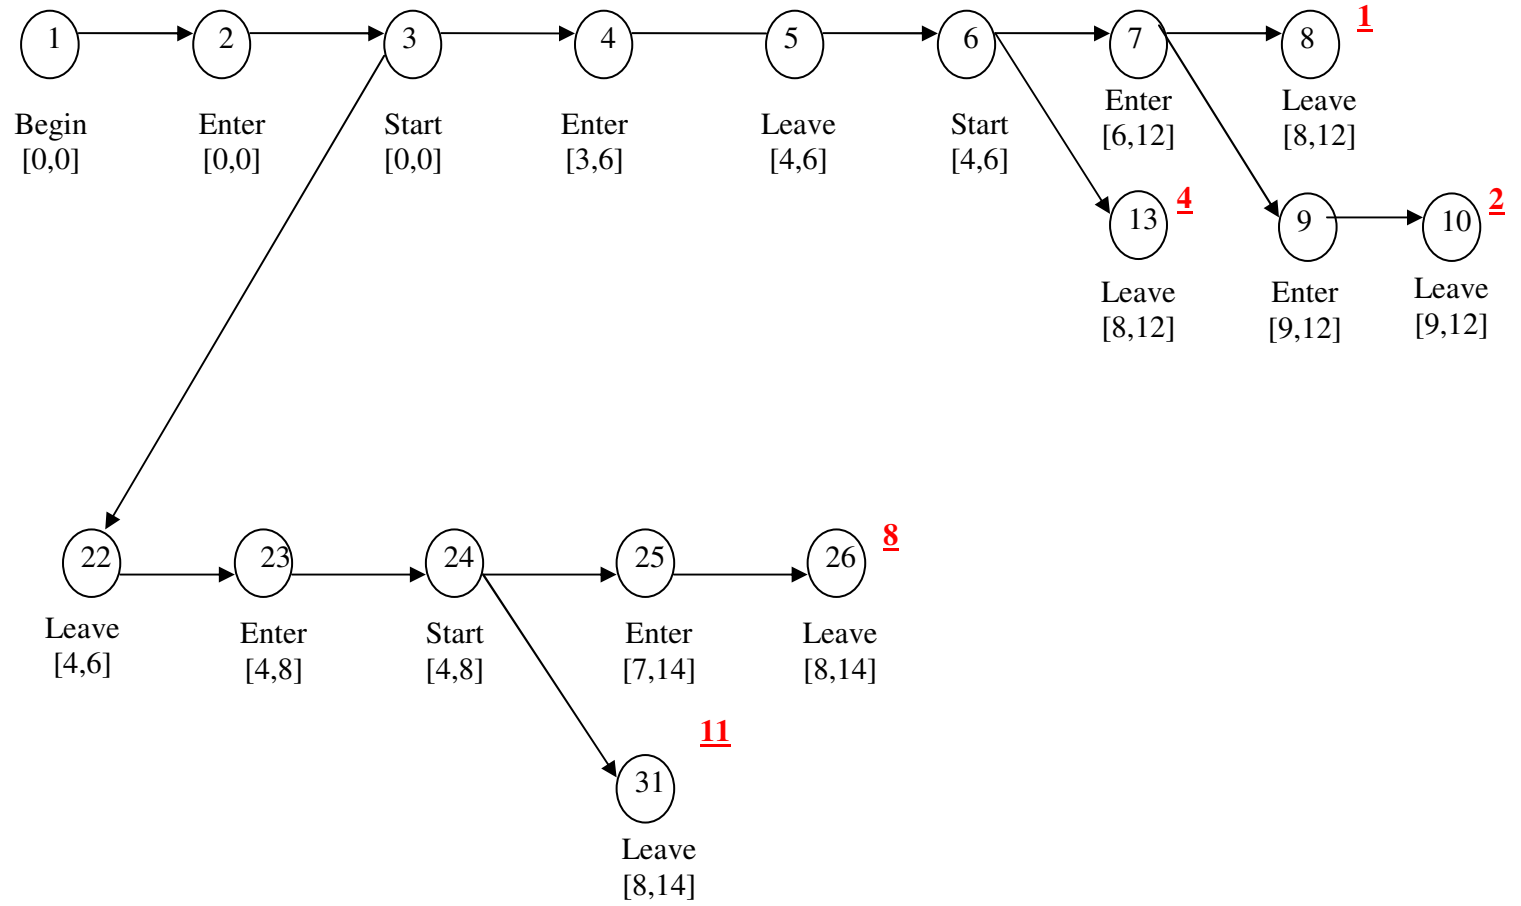 1 2 3 4 5 6 7 8 1
Begin Enter Start Enter Leave Start Enter Leave
[0,0] [0,0] [0,0] [3,6] [4,6] [4,6] [6,12] [8,12]
13 4 9 10 2
Leave Enter Leave
[8,12] [9,12] [9,12]
22 23 24 25 26 8
Leave Enter Start Enter Leave
[4,6] [4,8] [4,8] [7,14] [8,14]
11
31
Leave
[8,14]